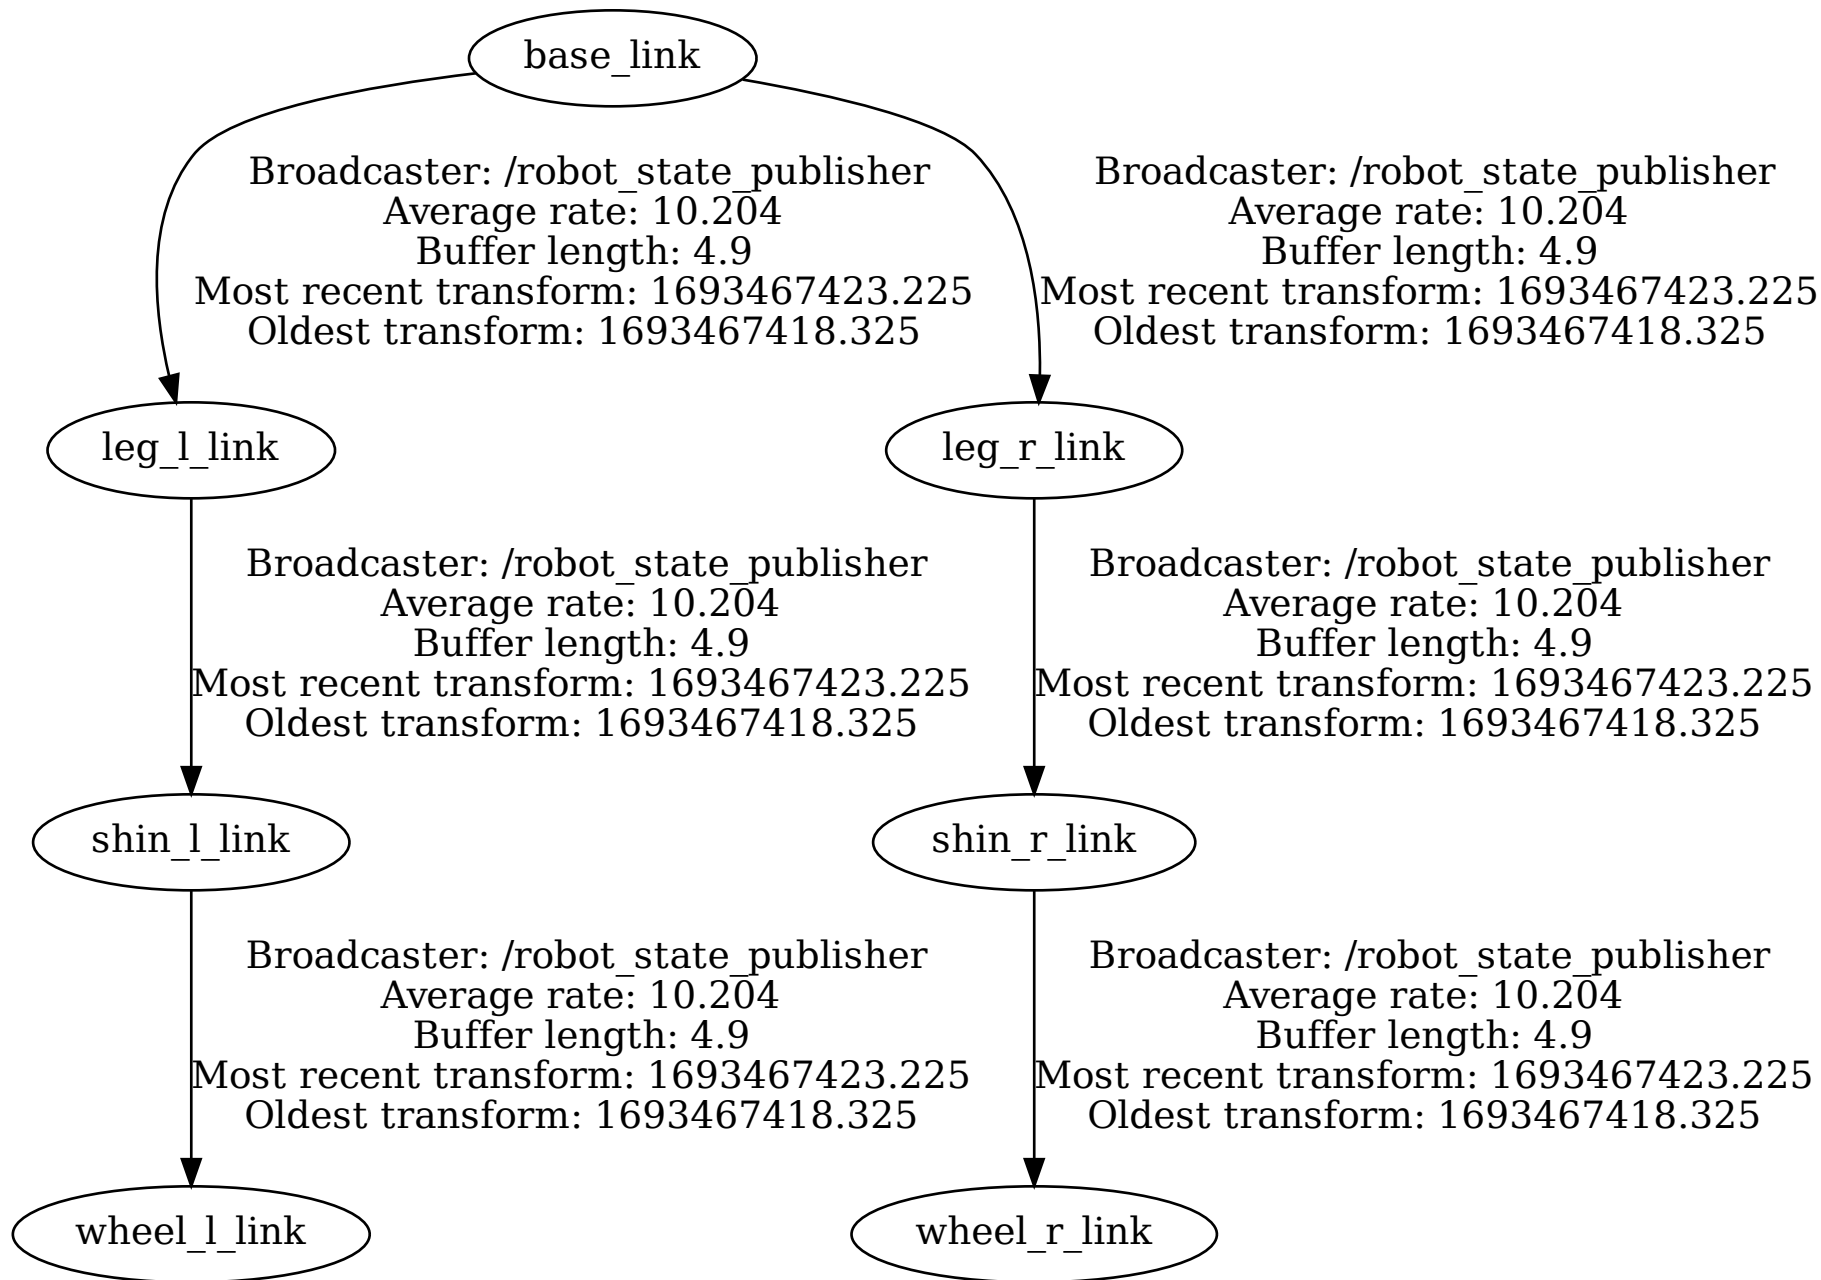 base_link
Broadcaster: /robot_state_publisher
Average rate: 10.204
Buffer length: 4.9
Most recent transform: 1693467423.225
Oldest transform: 1693467418.325
Broadcaster: /robot_state_publisher
Average rate: 10.204
Buffer length: 4.9
Most recent transform: 1693467423.225
Oldest transform: 1693467418.325
leg_l_link
leg_r_link
Broadcaster: /robot_state_publisher
Average rate: 10.204
Buffer length: 4.9
Most recent transform: 1693467423.225
Oldest transform: 1693467418.325
Broadcaster: /robot_state_publisher
Average rate: 10.204
Buffer length: 4.9
Most recent transform: 1693467423.225
Oldest transform: 1693467418.325
shin_l_link
shin_r_link
Broadcaster: /robot_state_publisher
Average rate: 10.204
Buffer length: 4.9
Most recent transform: 1693467423.225
Oldest transform: 1693467418.325
Broadcaster: /robot_state_publisher
Average rate: 10.204
Buffer length: 4.9
Most recent transform: 1693467423.225
Oldest transform: 1693467418.325
wheel_l_link
wheel_r_link